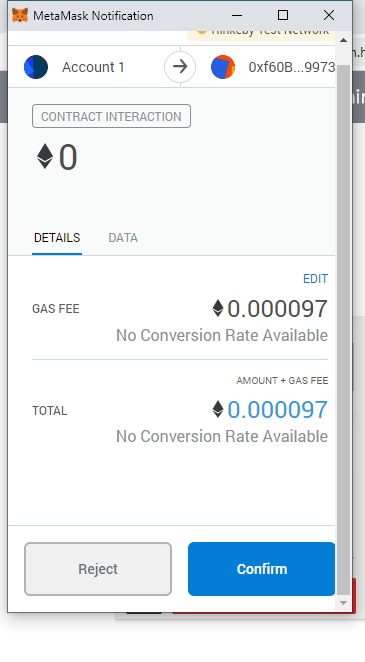 MetaMask Notification
Rinkeby Test Network
Account 1
0xf60B...9973
CONTRACT INTERACTION
0
DETAILS
DATA
EDIT
GAS FEE
0.000097
No Conversion Rate Available
AMOUNT + GAS FEE
TOTAL
0.000097
No Conversion Rate Available
Reject
Confirm